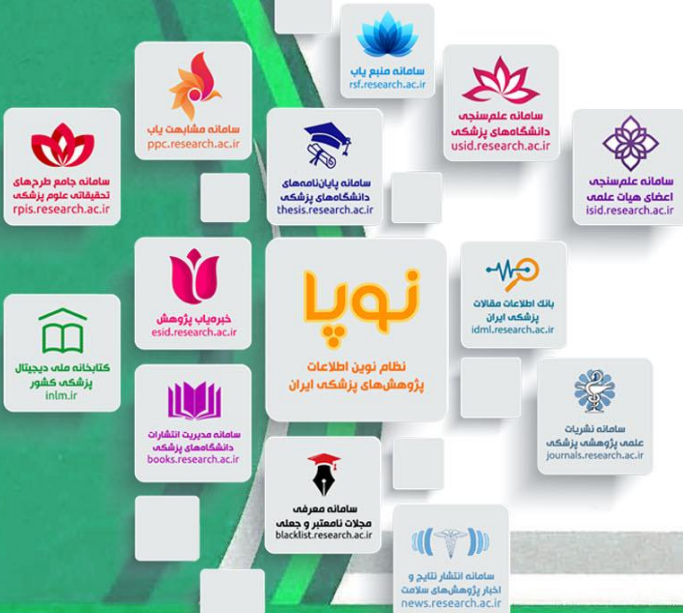 سامانه منبع یاب
rsf.research.ac.ir
سامانه علم‌سنجی
دانشگاه‌های پزشکی
usid.research.ac.ir
سامانه مشابهت یاب
ppc.research.ac.ir
سامانه علم‌سنجی
اعضای هیات علمی
isid.research.ac.ir
سامانه پایان‌نامه‌های
دانشگاه‌های پزشکی
thesis.research.ac.ir
سامانه جامع طرح‌های
تحقیقاتی علوم پزشکی
rpis.research.ac.ir
بانک اطلاعات مقالات
پزشکی ایران
idml.research.ac.ir
نوپا
نظام نوین اطلاعات
پژوهش‌های پزشکی ایران
خبره‌یاب پژوهش
esid.research.ac.ir
کتابخانه ملی دیجیتال
پزشکی کشور
inlm.ir
سامانه نشریات
علمی پژوهشی پزشکی
journals.research.ac.ir
سامانه مدیریت انتشارات
دانشگاه‌های پزشکی
books.research.ac.ir
سامانه معرفی
مجلات نامعتبر و جعلی
blacklist.research.ac.ir
سامانه انتشار نتایج و
اخبار پژوهش‌های سلامت
news.research.ac.ir